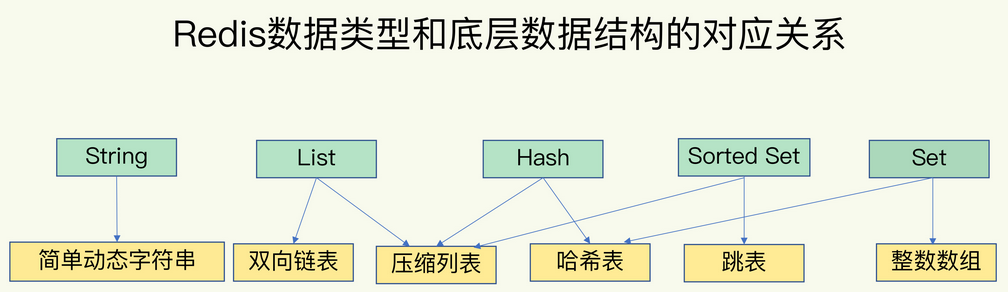 Redis数据类型和底层数据结构的对应关系
String
List
Hash
Sorted Set
Set
简单动态字符串
双向链表
压缩列表
哈希表
跳表
整数数组